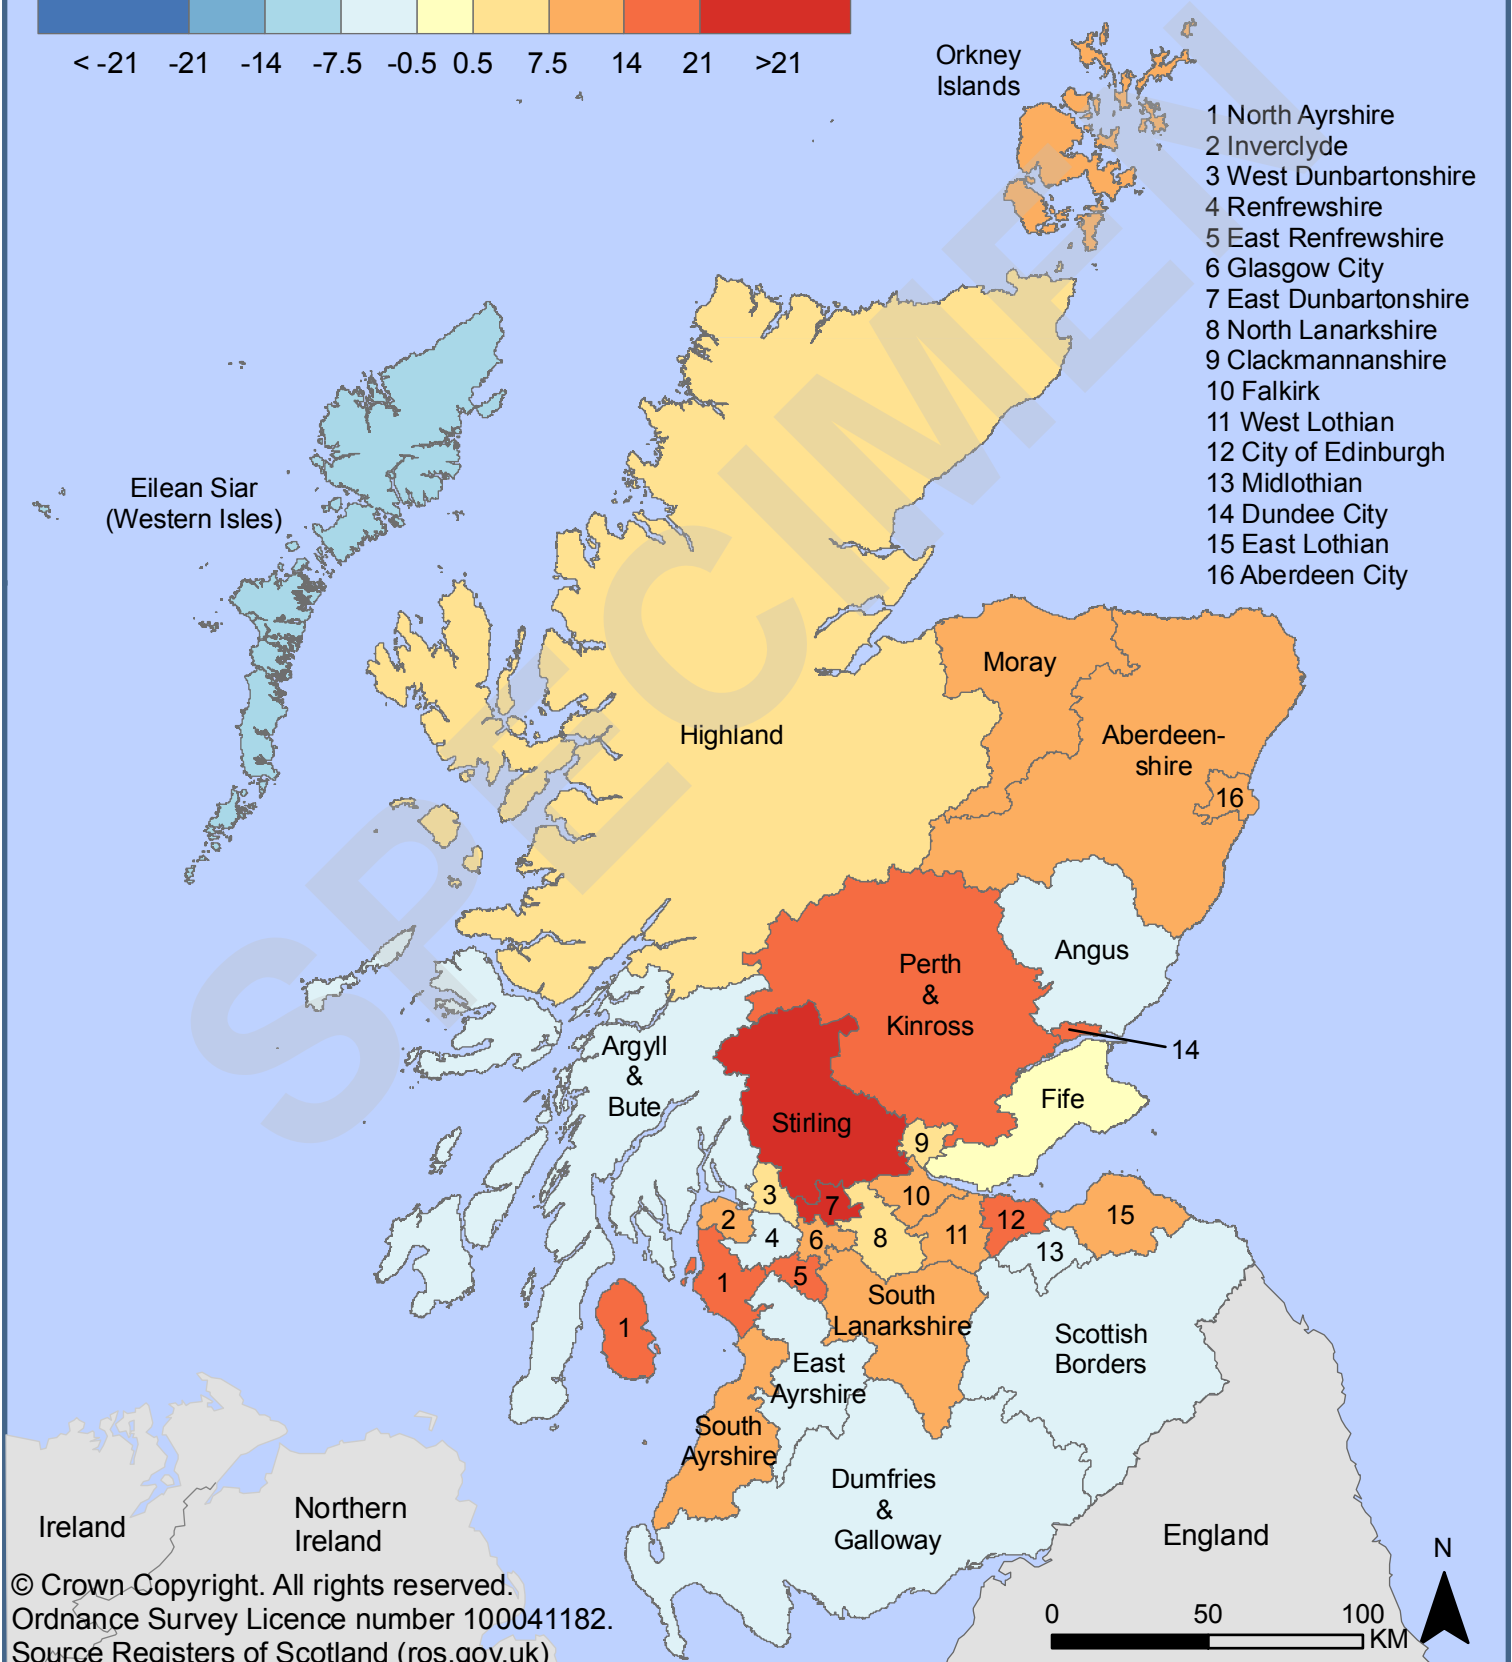 < -21 -21 -14 -7.5 -0.5 0.5 7.5 14 21 >21
Orkney
Islands
1 North Ayrshire
2 Inverclyde
3 West Dunbartonshire
4 Renfrewshire
5 East Renfrewshire
6 Glasgow City
7 East Dunbartonshire
8 North Lanarkshire
9 Clackmannanshire
10 Falkirk
11 West Lothian
12 City of Edinburgh
13 Midlothian
14 Dundee City
15 East Lothian
16 Aberdeen City
Eilean Siar
(Western Isles)
Moray
Highland
Aberdeen-
shire
16
Angus
Perth
&
Kinross
14
Argyll
&
Bute
Fife
Stirling
9
3
7
10
2
4
6
8
11
12
15
13
1
5
1
South
Lanarkshire
Scottish
Borders
East
Ayrshire
South
Ayrshire
Dumfries
&
Galloway
Ireland
Northern
Ireland
England
N
© Crown Copyright. All rights reserved.
Ordnance Survey Licence number 100041182.
Source Registers of Scotland (ros.gov.uk)
0 50 100
KM
SPECIMEN